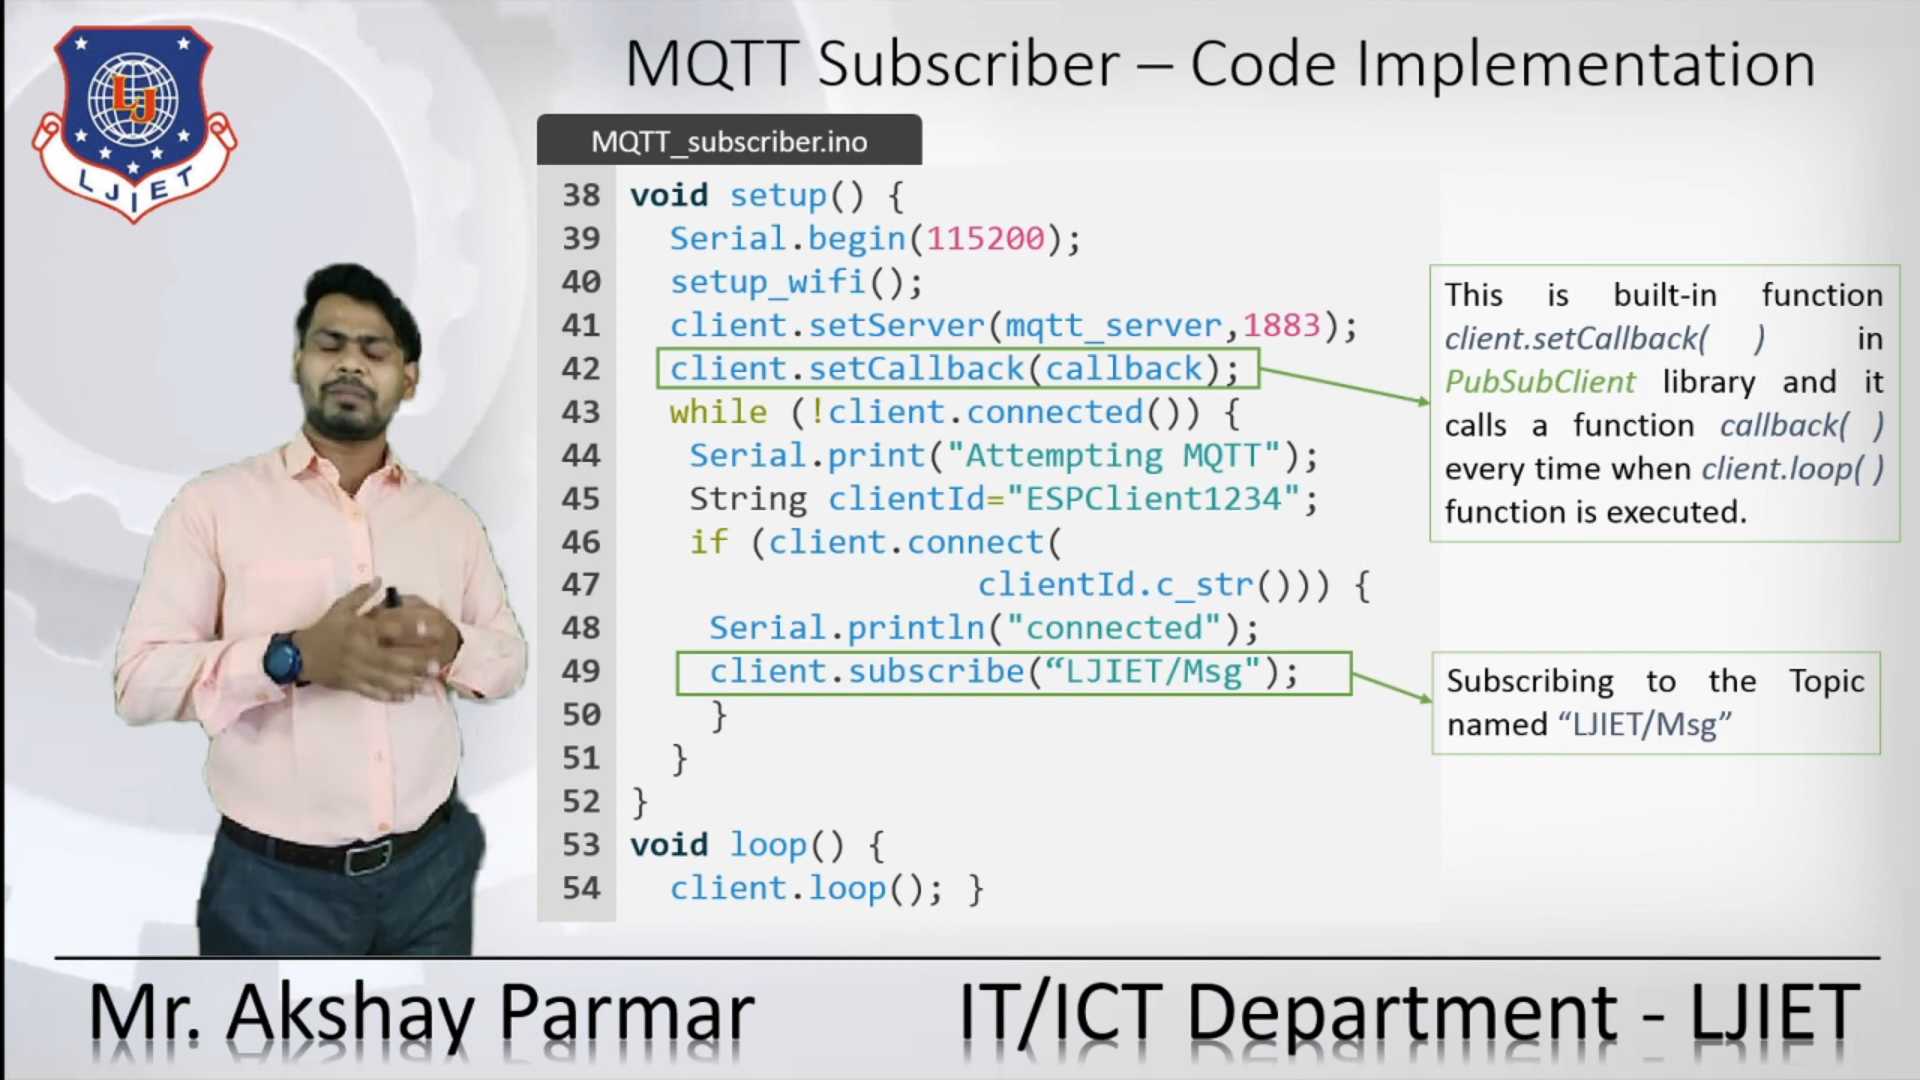 LJ
LJIET
MQTT Subscriber – Code Implementation
MQTT_subscriber.ino
38 void setup() {
39 Serial.begin(115200);
40 setup_wifi();
41 client.setServer(mqtt_server,1883);
42 client.setCallback(callback);
43 while (!client.connected()) {
44 Serial.print("Attempting MQTT");
45 String clientId="ESPClient1234";
46 if (client.connect(
47 clientId.c_str())) {
48 Serial.println("connected");
49 client.subscribe(“LJIET/Msg");
50 }
51 }
52 }
53 void loop() {
54 client.loop(); }
This is built-in function
client.setCallback( ) in
PubSubClient library and it
calls a function callback( )
every time when client.loop( )
function is executed.
Subscribing to the Topic
named “LJIET/Msg”
Mr. Akshay Parmar
IT/ICT Department - LJIET